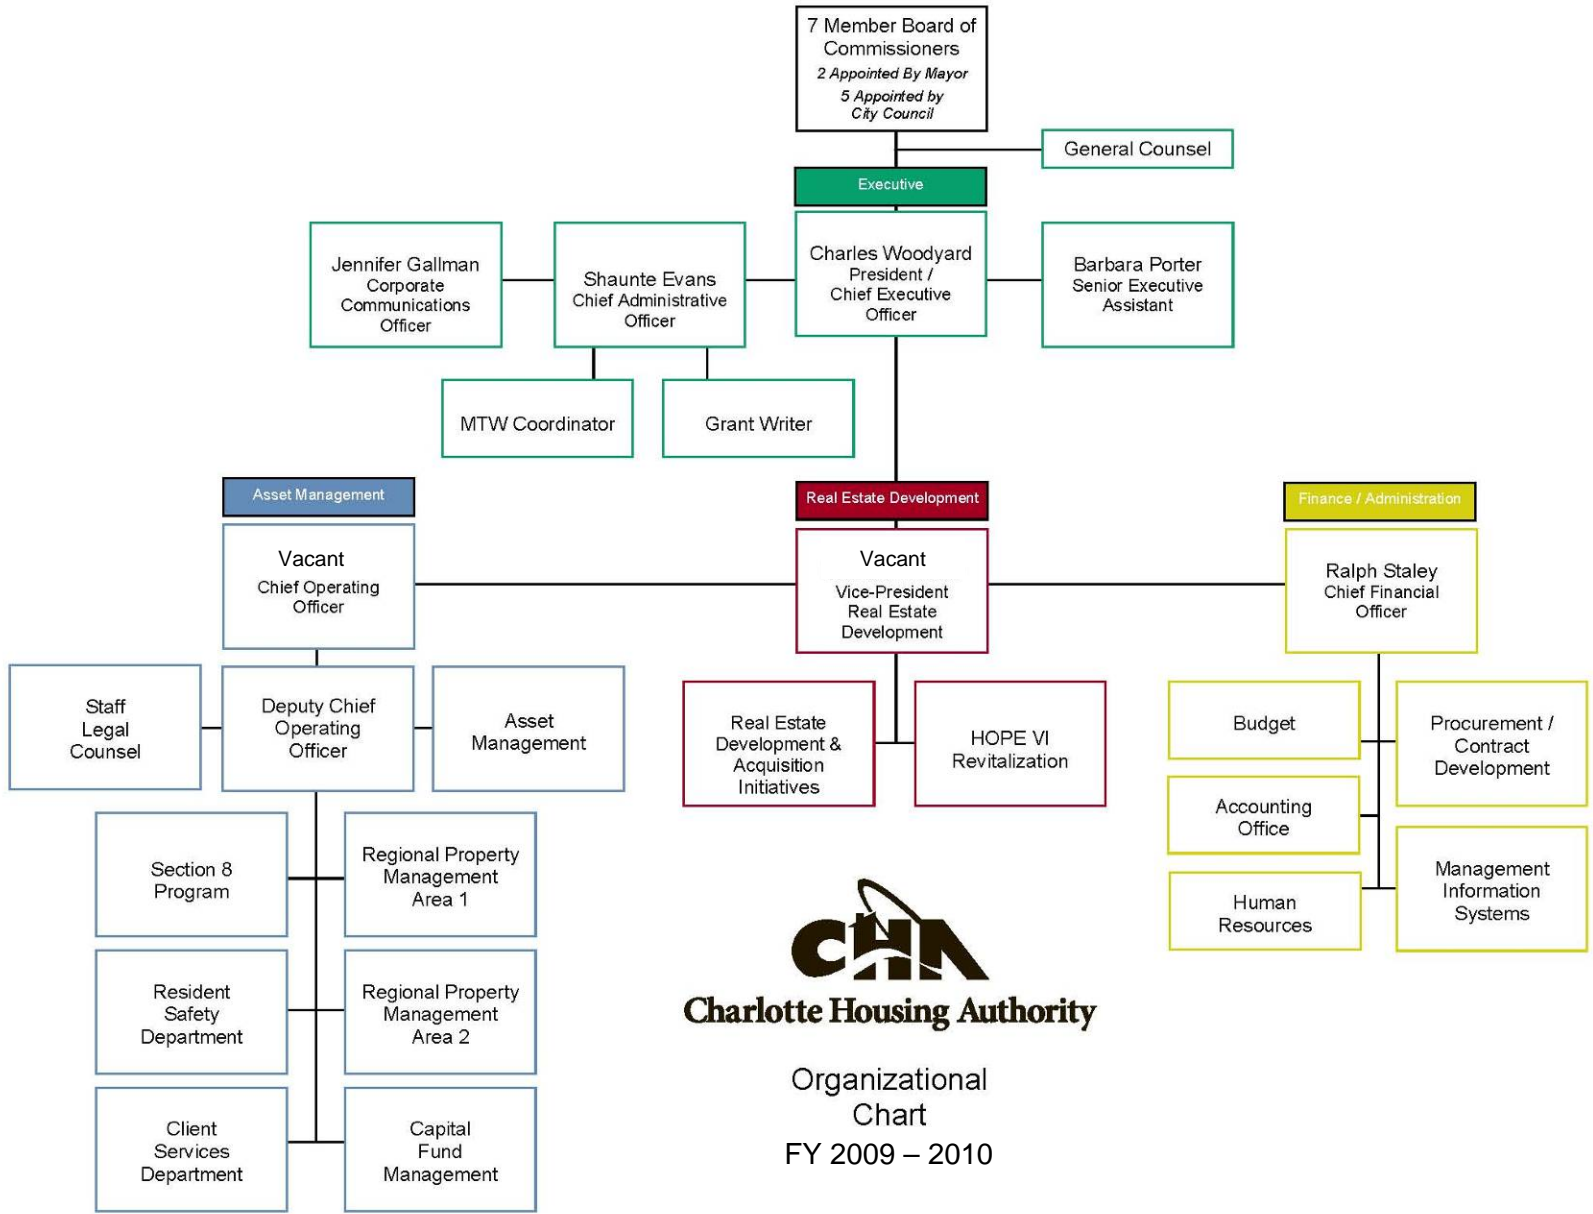 7 Member Board of
Commissioners
2 Appointed By Mayor
5 Appointed by
City Council
General Counsel
Executive
Jennifer Gallman
Corporate
Communications
Officer
Shaunte Evans
Chief Administrative
Officer
Charles Woodyard
President /
Chief Executive
Officer
Barbara Porter
Senior Executive
Assistant
MTW Coordinator
Grant Writer
Asset Management
Real Estate Development
Finance / Administration
Vacant
Chief Operating
Officer
Vacant
Vice-President
Real Estate
Development
Ralph Staley
Chief Financial
Officer
Staff
Legal
Counsel
Deputy Chief
Operating
Officer
Asset
Management
Real Estate
Development &
Acquisition
Initiatives
HOPE VI
Revitalization
Budget
Procurement /
Contract
Development
Accounting
Office
Management
Information
Systems
Human
Resources
Section 8
Program
Regional Property
Management
Area 1
Resident
Safety
Department
Regional Property
Management
Area 2
Client
Services
Department
Capital
Fund
Management
CHA
Charlotte Housing Authority
Organizational
Chart
FY 2009 – 2010